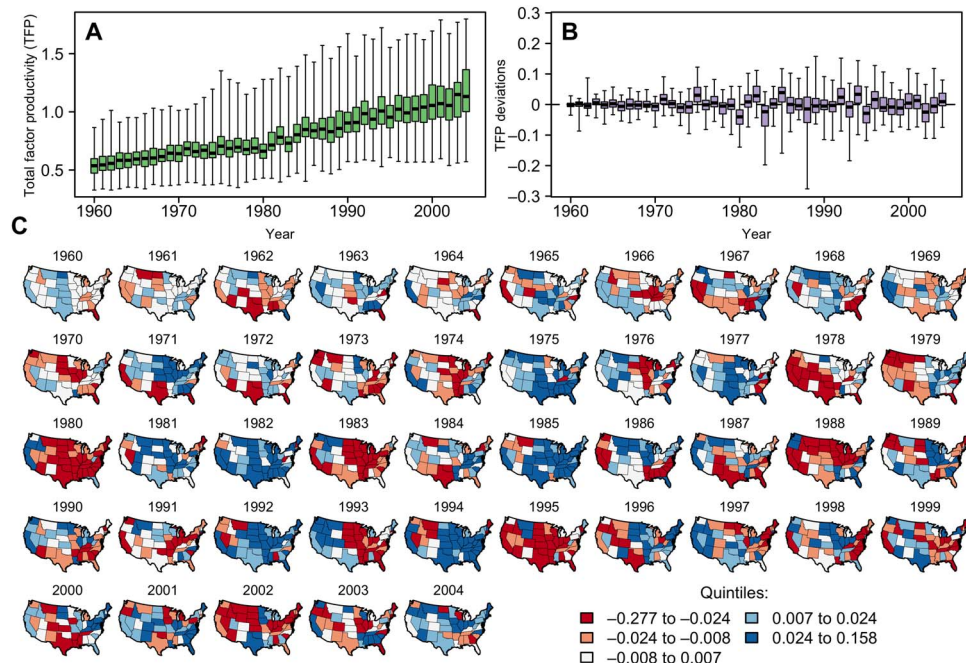 A
Total factor productivity (TFP)
1.5
1.0
0.5
1960
1970
1980
1990
2000
Year
B
TFP deviations
0.3
0.2
0.1
0
–0.1
–0.2
–0.3
1960
1970
1980
1990
2000
Year
C
1960 1961 1962 1963 1964 1965 1966 1967 1968 1969
1970 1971 1972 1973 1974 1975 1976 1977 1978 1979
1980 1981 1982 1983 1984 1985 1986 1987 1988 1989
1990 1991 1992 1993 1994 1995 1996 1997 1998 1999
2000 2001 2002 2003 2004
Quintiles:
–0.277 to –0.024
–0.024 to –0.008
–0.008 to 0.007
0.007 to 0.024
0.024 to 0.158